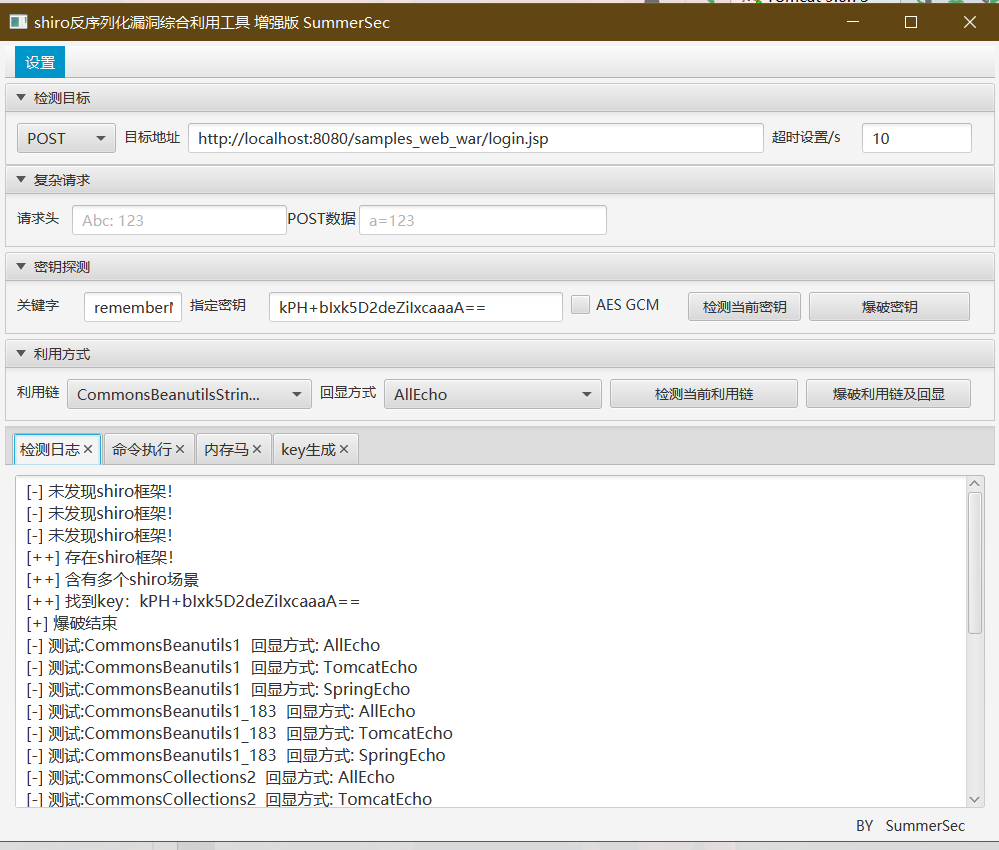 shiro反序列化漏洞综合利用工具 增强版 SummerSec
设置
检测目标
POST 目标地址 http://localhost:8080/samples_web_war/login.jsp 超时设置/s 10
复杂请求
请求头 Abc: 123 POST数据 a=123
密钥探测
关键字 remember 指定密钥 kPH+bIxk5D2deZiIxcaaaA== AES GCM 检测当前密钥 爆破密钥
利用方式
利用链 CommonsBeanutilsStrin... 回显方式 AllEcho 检测当前利用链 爆破利用链及回显
检测日志 命令执行 内存马 key生成
[-] 未发现shiro框架!
[-] 未发现shiro框架!
[-] 未发现shiro框架!
[++] 存在shiro框架!
[++] 含有多个shiro场景
[++] 找到key：kPH+bIxk5D2deZiIxcaaaA==
[+] 爆破结束
[-] 测试:CommonsBeanutils1 回显方式: AllEcho
[-] 测试:CommonsBeanutils1 回显方式: TomcatEcho
[-] 测试:CommonsBeanutils1 回显方式: SpringEcho
[-] 测试:CommonsBeanutils1_183 回显方式: AllEcho
[-] 测试:CommonsBeanutils1_183 回显方式: TomcatEcho
[-] 测试:CommonsBeanutils1_183 回显方式: SpringEcho
[-] 测试:CommonsCollections2 回显方式: AllEcho
[-] 测试:CommonsCollections2 回显方式: TomcatEcho
BY SummerSec